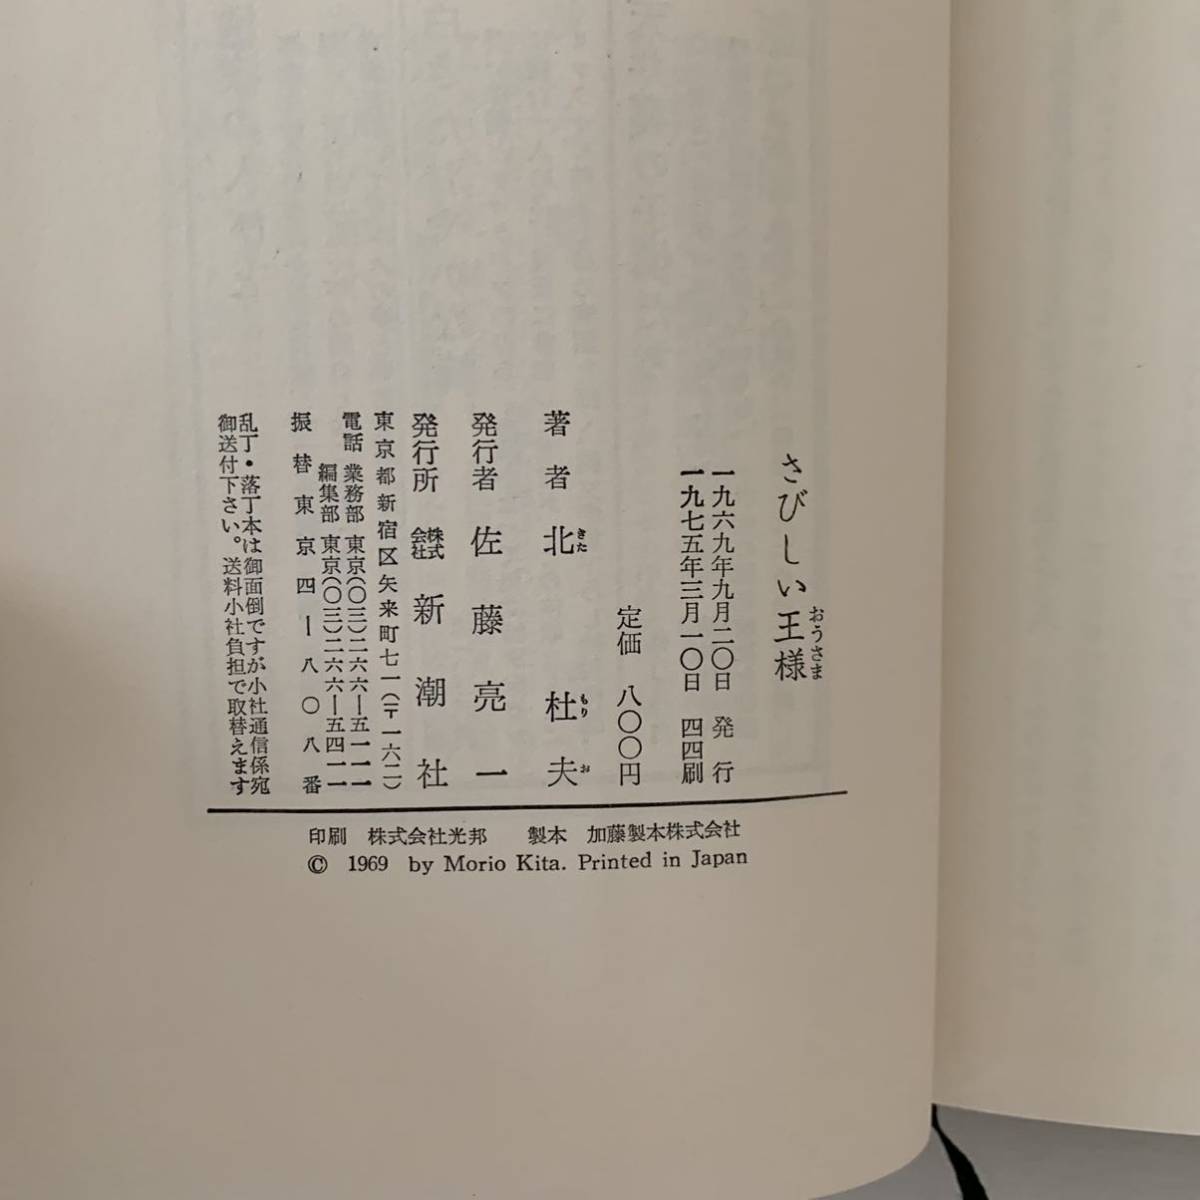 さびしい王様
おうさま
一九六九年九月二〇日　発行
一九七五年三月一〇日　四四刷
定価　八〇〇円
著者　北　杜夫
きた　もりお
発行者　佐藤亮一
発行所　株式会社　新潮社
東京都新宿区矢来町七一(〒一六二)
電話　業務部　東京(〇三)二六六―五一一一
編集部　東京(〇三)二六六―五四一一
振替　東京四―八〇八番
乱丁・落丁本は御面倒ですが小社通信係宛
御送付下さい。送料小社負担で取替えます
印刷　株式会社光邦　製本　加藤製本株式会社
© 1969 by Morio Kita. Printed in Japan